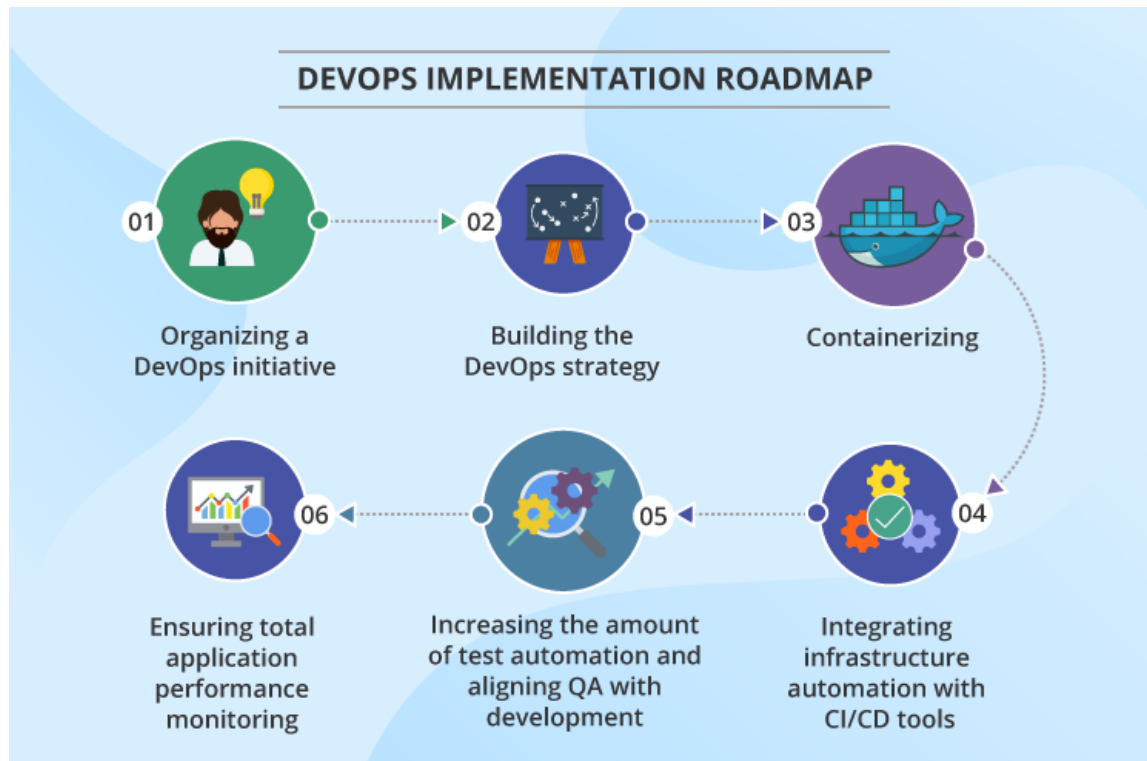 DEVOPS IMPLEMENTATION ROADMAP
01
Organizing a
DevOps initiative
02
Building the
DevOps strategy
03
Containerizing
04
Integrating
infrastructure
automation with
CI/CD tools
05
Increasing the amount
of test automation and
aligning QA with
development
06
Ensuring total
application
performance
monitoring